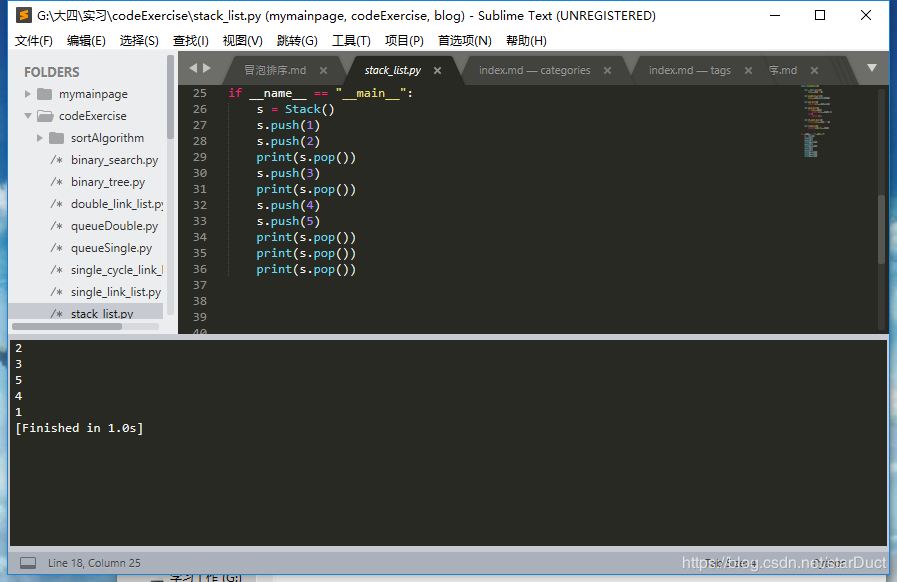 G:\大四\实习\codeExercise\stack_list.py (mymainpage, codeExercise, blog) - Sublime Text (UNREGISTERED)
文件(F) 编辑(E) 选择(S) 查找(I) 视图(V) 跳转(G) 工具(T) 项目(P) 首选项(N) 帮助(H)
FOLDERS
mymainpage
codeExercise
sortAlgorithm
/* binary_search.py
/* binary_tree.py
/* double_link_list.py
/* queueDouble.py
/* queueSingle.py
/* single_cycle_link_l
/* single_link_list.py
/* stack_list.py
冒泡排序.md stack_list.py index.md — categories index.md — tags 字.md
25 if __name__ == "__main__":
26 s = Stack()
27 s.push(1)
28 s.push(2)
29 print(s.pop())
30 s.push(3)
31 print(s.pop())
32 s.push(4)
33 s.push(5)
34 print(s.pop())
35 print(s.pop())
36 print(s.pop())
37
38
39
40
2
3
5
4
1
[Finished in 1.0s]
Line 18, Column 25
https://blog.csdn.net/starDuct
学习工作 (G:)